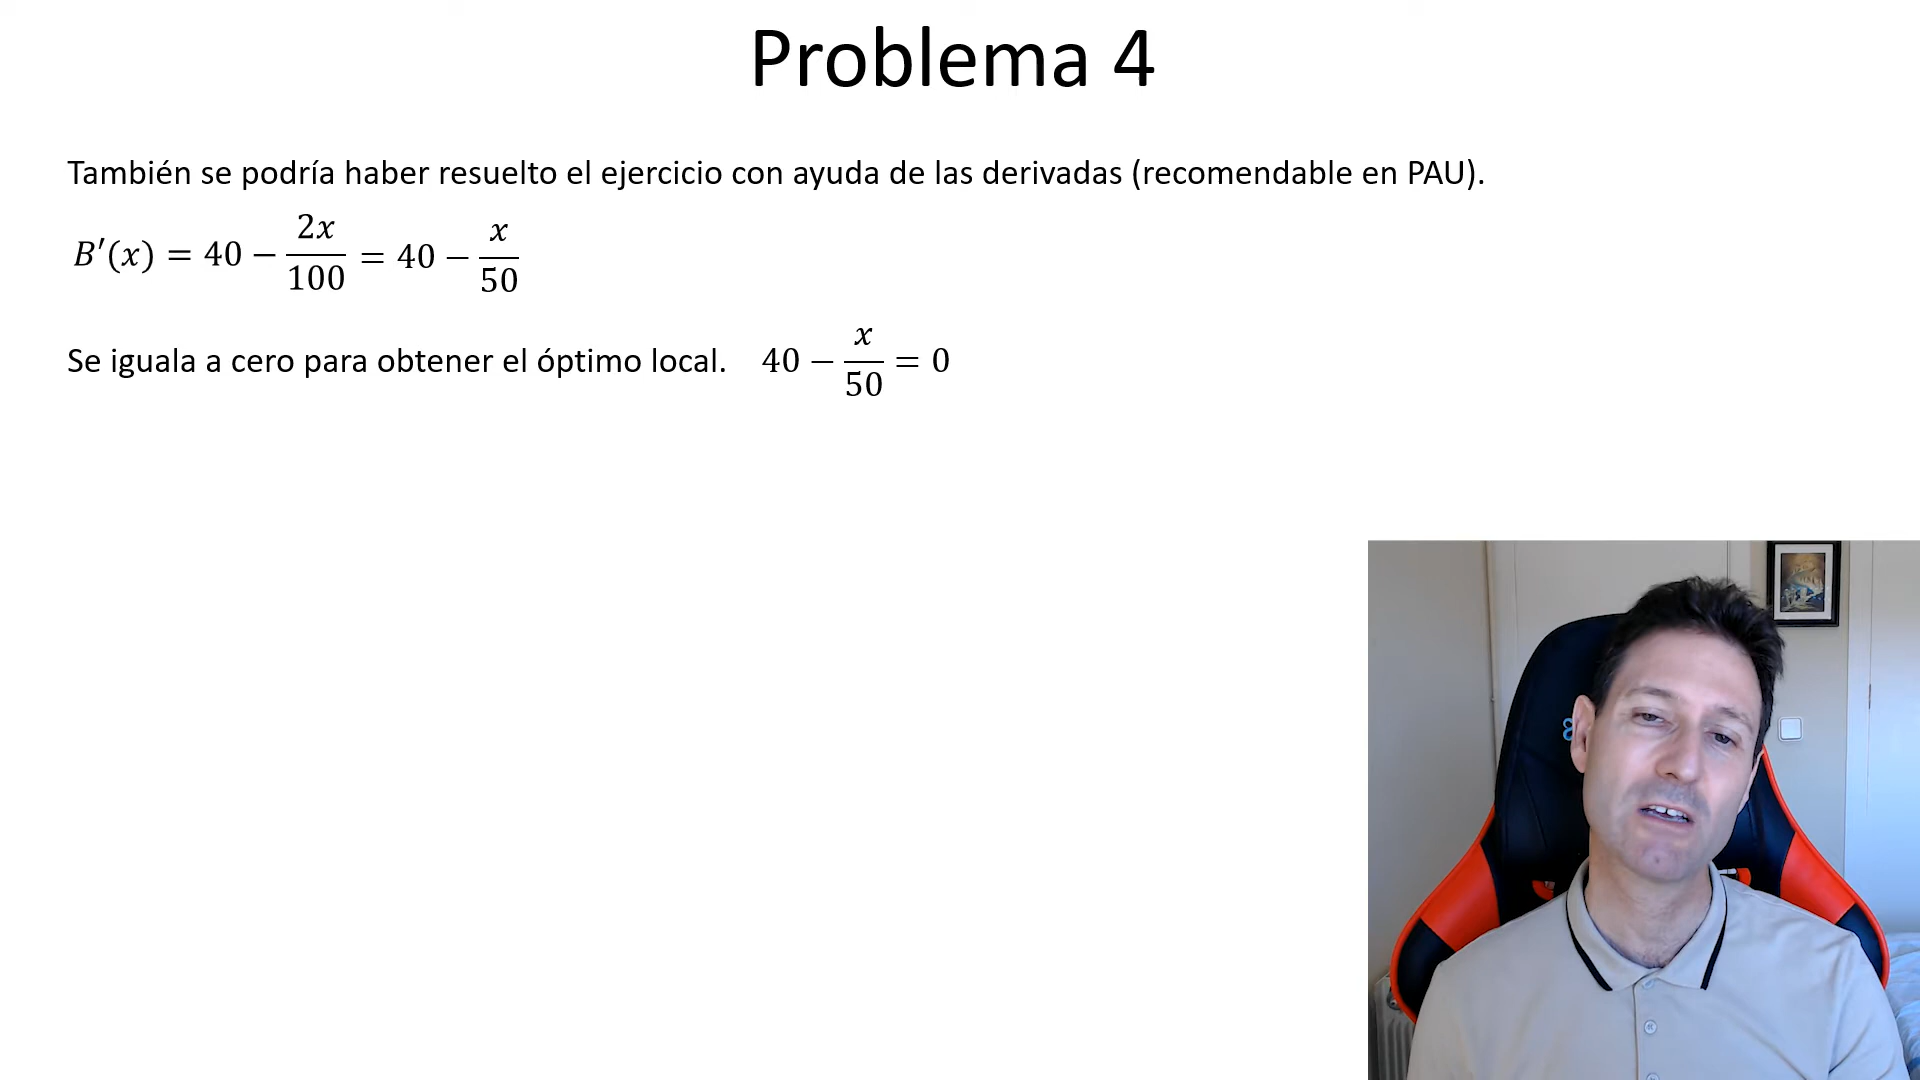 Problema 4
También se podría haber resuelto el ejercicio con ayuda de las derivadas (recomendable en PAU).
B′(x) = 40 − 2x/100 = 40 − x/50
Se iguala a cero para obtener el óptimo local. 40 − x/50 = 0